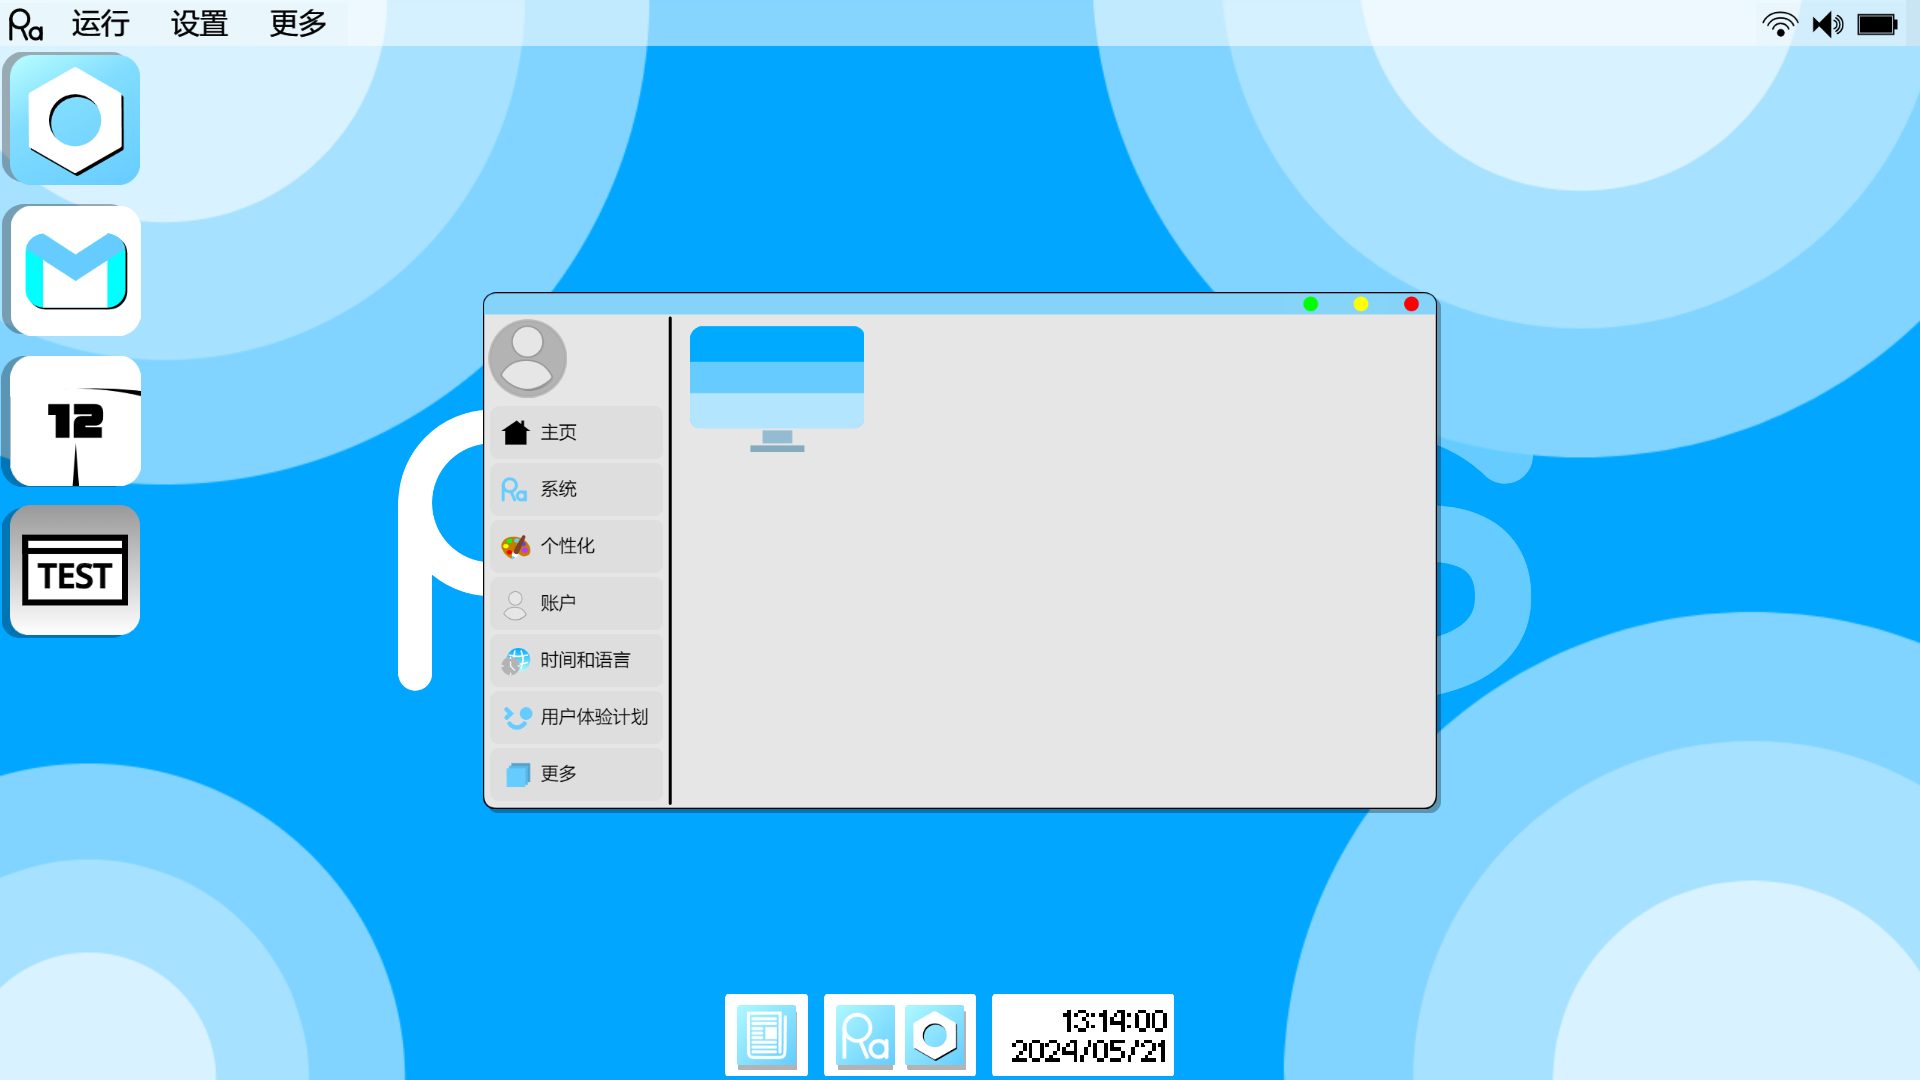 Ra 运行 设置 更多
12
TEST
主页
Ra 系统
个性化
账户
时间和语言
用户体验计划
更多
Ra
13:14:00
2024/05/21